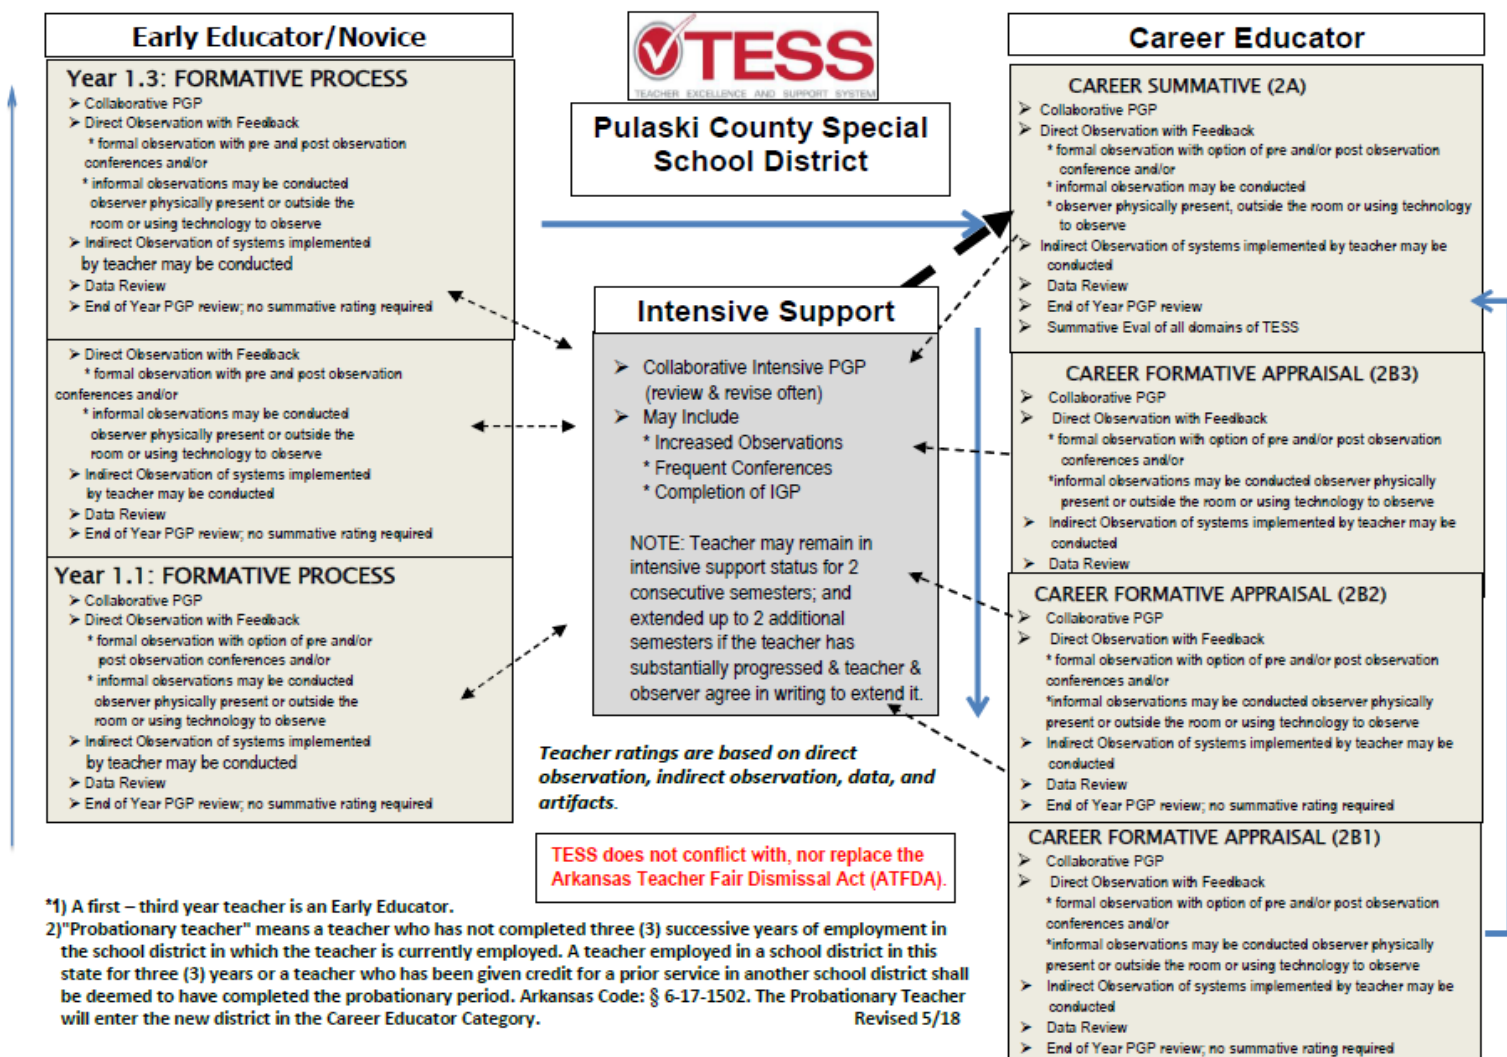 Early Educator/Novice
Year 1.3: FORMATIVE PROCESS
➢ Collaborative PGP
➢ Direct Observation with Feedback
* formal observation with pre and post observation
conferences and/or
* informal observations may be conducted
observer physically present or outside the
room or using technology to observe
➢ Indirect Observation of systems implemented
by teacher may be conducted
➢ Data Review
➢ End of Year PGP review; no summative rating required
➢ Direct Observation with Feedback
* formal observation with pre and post observation
conferences and/or
* informal observations may be conducted
observer physically present or outside the
room or using technology to observe
➢ Indirect Observation of systems implemented
by teacher may be conducted
➢ Data Review
➢ End of Year PGP review; no summative rating required
Year 1.1: FORMATIVE PROCESS
➢ Collaborative PGP
➢ Direct Observation with Feedback
* formal observation with option of pre and/or
post observation conferences and/or
* informal observations may be conducted
observer physically present or outside the
room or using technology to observe
➢ Indirect Observation of systems implemented
by teacher may be conducted
➢ Data Review
➢ End of Year PGP review; no summative rating required
TESS
TEACHER EXCELLENCE AND SUPPORT SYSTEM
Pulaski County Special
School District
Intensive Support
➢ Collaborative Intensive PGP
(review & revise often)
➢ May Include
* Increased Observations
* Frequent Conferences
* Completion of IGP
NOTE: Teacher may remain in
intensive support status for 2
consecutive semesters; and
extended up to 2 additional
semesters if the teacher has
substantially progressed & teacher &
observer agree in writing to extend it.
Teacher ratings are based on direct
observation, indirect observation, data, and
artifacts.
TESS does not conflict with, nor replace the
Arkansas Teacher Fair Dismissal Act (ATFDA).
Career Educator
CAREER SUMMATIVE (2A)
➢ Collaborative PGP
➢ Direct Observation with Feedback
* formal observation with option of pre and/or post observation
conference and/or
* informal observation may be conducted
* observer physically present, outside the room or using technology
to observe
➢ Indirect Observation of systems implemented by teacher may be
conducted
➢ Data Review
➢ End of Year PGP review
➢ Summative Eval of all domains of TESS
CAREER FORMATIVE APPRAISAL (2B3)
➢ Collaborative PGP
➢ Direct Observation with Feedback
* formal observation with option of pre and/or post observation
conferences and/or
*informal observations may be conducted observer physically
present or outside the room or using technology to observe
➢ Indirect Observation of systems implemented by teacher may be
conducted
➢ Data Review
CAREER FORMATIVE APPRAISAL (2B2)
➢ Collaborative PGP
➢ Direct Observation with Feedback
* formal observation with option of pre and/or post observation
conferences and/or
*informal observations may be conducted observer physically
present or outside the room or using technology to observe
➢ Indirect Observation of systems implemented by teacher may be
conducted
➢ Data Review
➢ End of Year PGP review; no summative rating required
CAREER FORMATIVE APPRAISAL (2B1)
➢ Collaborative PGP
➢ Direct Observation with Feedback
* formal observation with option of pre and/or post observation
conferences and/or
*informal observations may be conducted observer physically
present or outside the room or using technology to observe
➢ Indirect Observation of systems implemented by teacher may be
conducted
➢ Data Review
➢ End of Year PGP review; no summative rating required
*1) A first – third year teacher is an Early Educator.
2)"Probationary teacher" means a teacher who has not completed three (3) successive years of employment in
the school district in which the teacher is currently employed. A teacher employed in a school district in this
state for three (3) years or a teacher who has been given credit for a prior service in another school district shall
be deemed to have completed the probationary period. Arkansas Code: § 6-17-1502. The Probationary Teacher
will enter the new district in the Career Educator Category. Revised 5/18